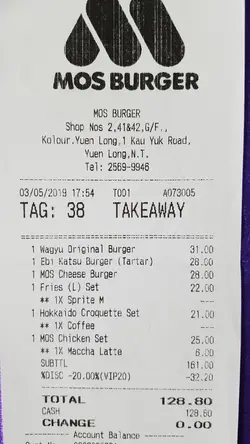 MOS BURGER
MOS BURGER
Shop Nos 2,41&42,G/F.,
Kolour.Yuen Long,1 Kau Yuk Road,
Yuen Long,N.T.
Tel: 2569-9946
03/05/2019 17:54 T001 A073005
TAG: 38 TAKEAWAY
1 Wagyu Original Burger 31.00
1 Ebi Katsu Burger (Tartar) 28.00
1 MOS Cheese Burger 28.00
1 Fries (L) Set 22.00
** 1X Sprite M ---
1 Hokkaido Croquette Set 21.00
** 1X Coffee ---
1 MOS Chicken Set 25.00
** 1X Maccha Latte 6.00
SUBTTL 161.00
%DISC -20.00%(VIP20) -32.20
TOTAL 128.80
CASH 128.80
CHANGE 0.00
Account Balance